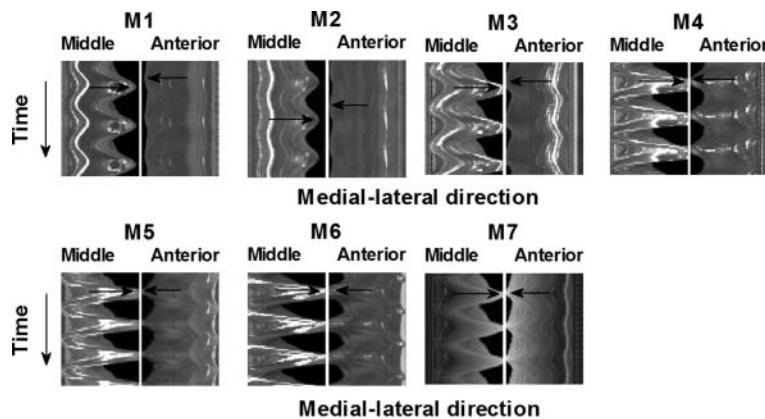 M1 M2 M3 M4
Middle Anterior Middle Anterior Middle Anterior Middle Anterior
Time
Medial-lateral direction
M5 M6 M7
Middle Anterior Middle Anterior Middle Anterior
Time
Medial-lateral direction